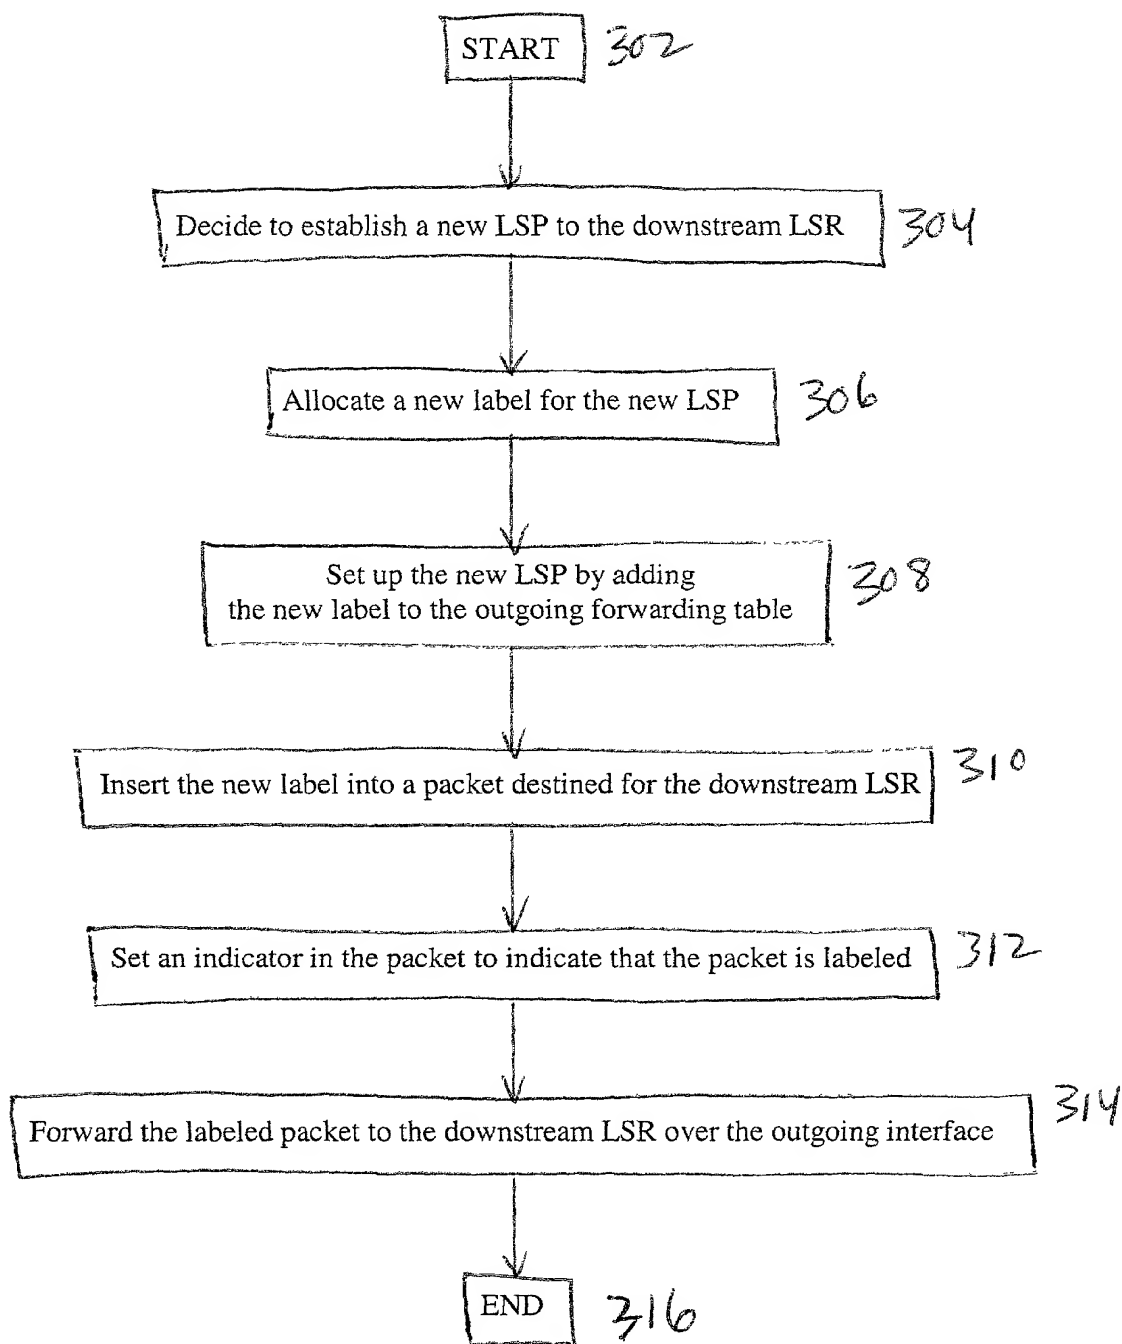 START 302
Decide to establish a new LSP to the downstream LSR 304
Allocate a new label for the new LSP 306
Set up the new LSP by adding
the new label to the outgoing forwarding table 308
Insert the new label into a packet destined for the downstream LSR 310
Set an indicator in the packet to indicate that the packet is labeled 312
Forward the labeled packet to the downstream LSR over the outgoing interface 314
END 316